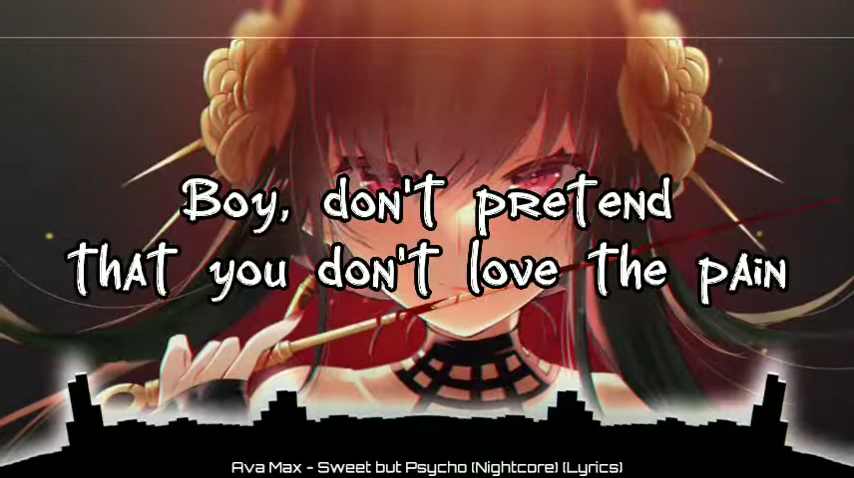 Boy, don't pretend
that you don't love the pain
Ava Max - Sweet but Psycho (Nightcore) (Lyrics)